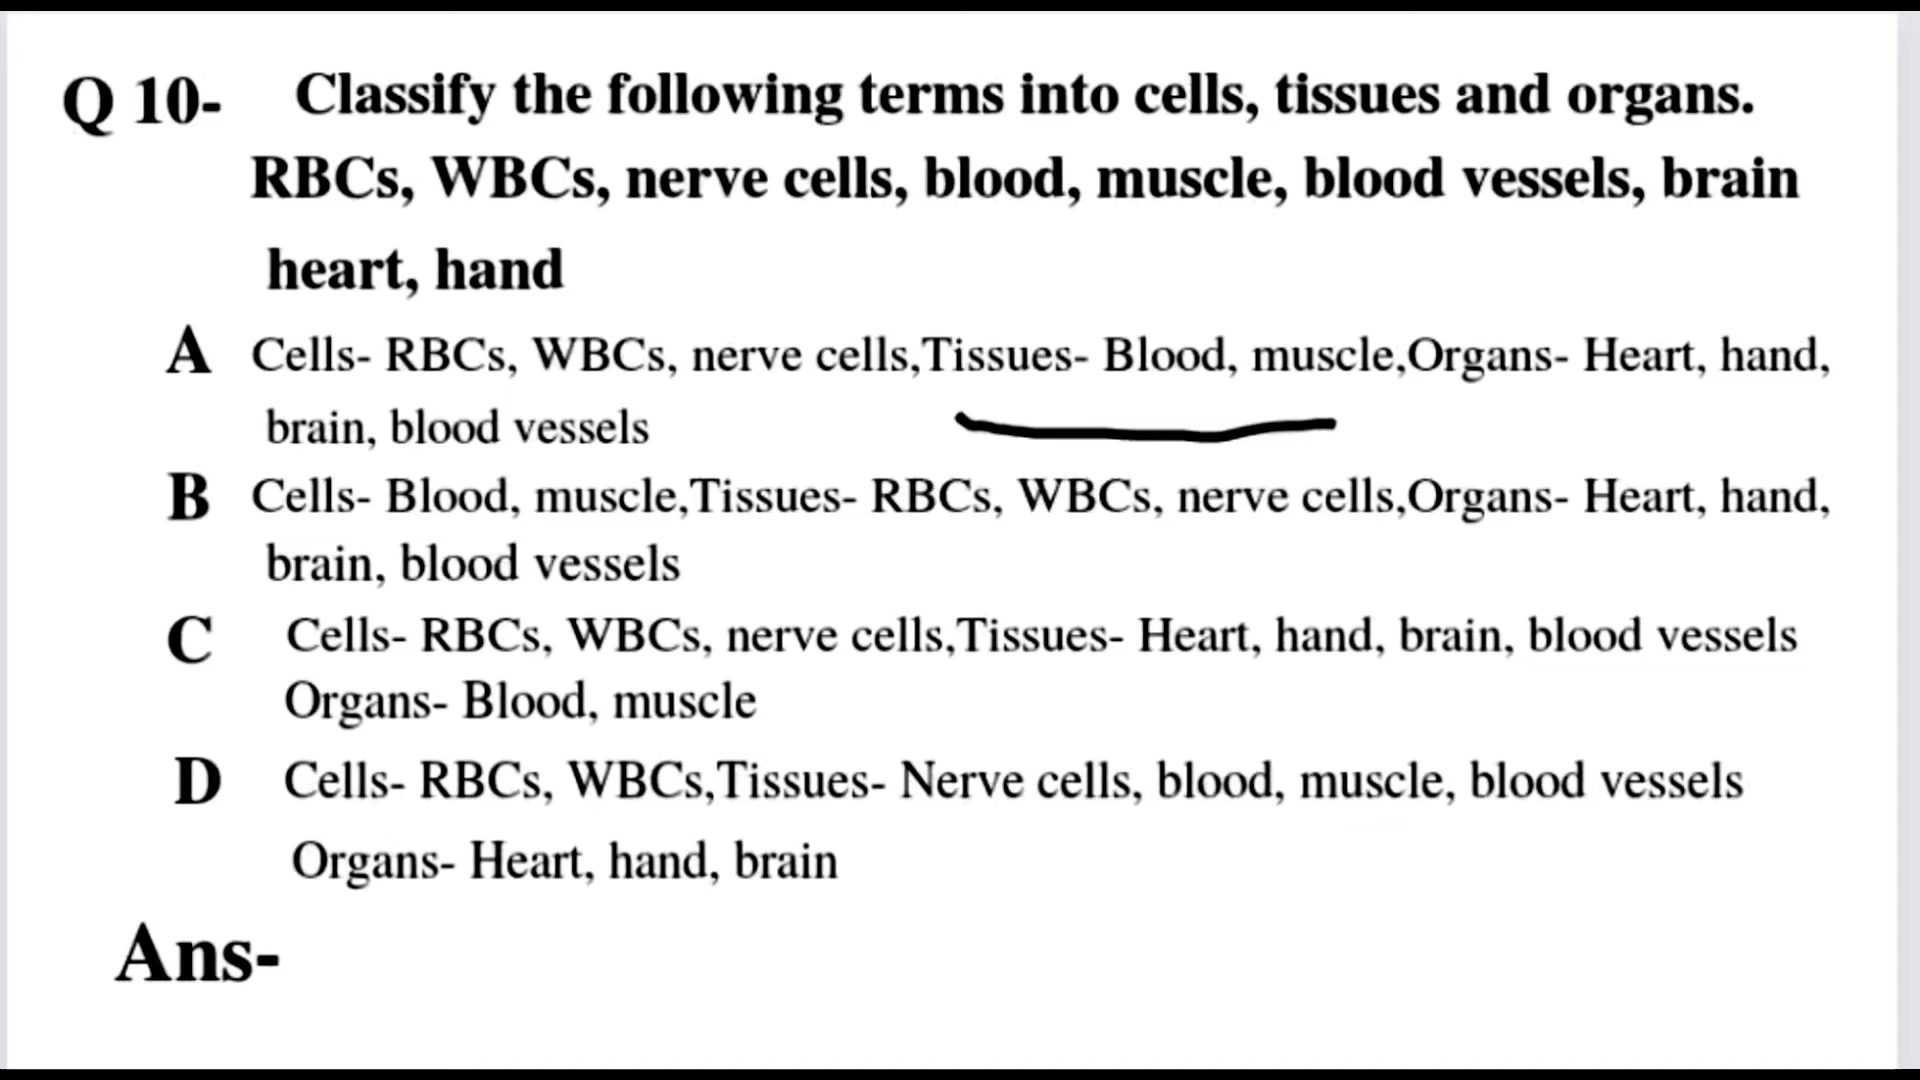 Q 10- Classify the following terms into cells, tissues and organs.
RBCs, WBCs, nerve cells, blood, muscle, blood vessels, brain
heart, hand
A Cells- RBCs, WBCs, nerve cells,Tissues- Blood, muscle,Organs- Heart, hand,
brain, blood vessels
B Cells- Blood, muscle,Tissues- RBCs, WBCs, nerve cells,Organs- Heart, hand,
brain, blood vessels
C Cells- RBCs, WBCs, nerve cells,Tissues- Heart, hand, brain, blood vessels
Organs- Blood, muscle
D Cells- RBCs, WBCs,Tissues- Nerve cells, blood, muscle, blood vessels
Organs- Heart, hand, brain
Ans-